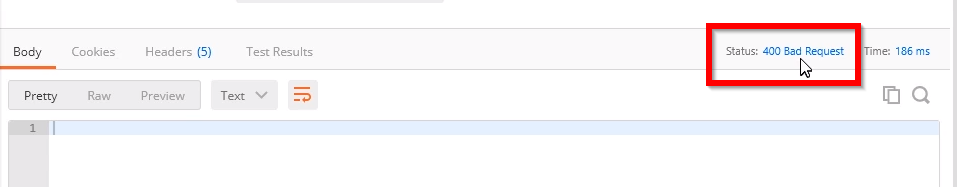 Body Cookies Headers (5) Test Results Status: 400 Bad Request Time: 186 ms
Pretty Raw Preview Text
1